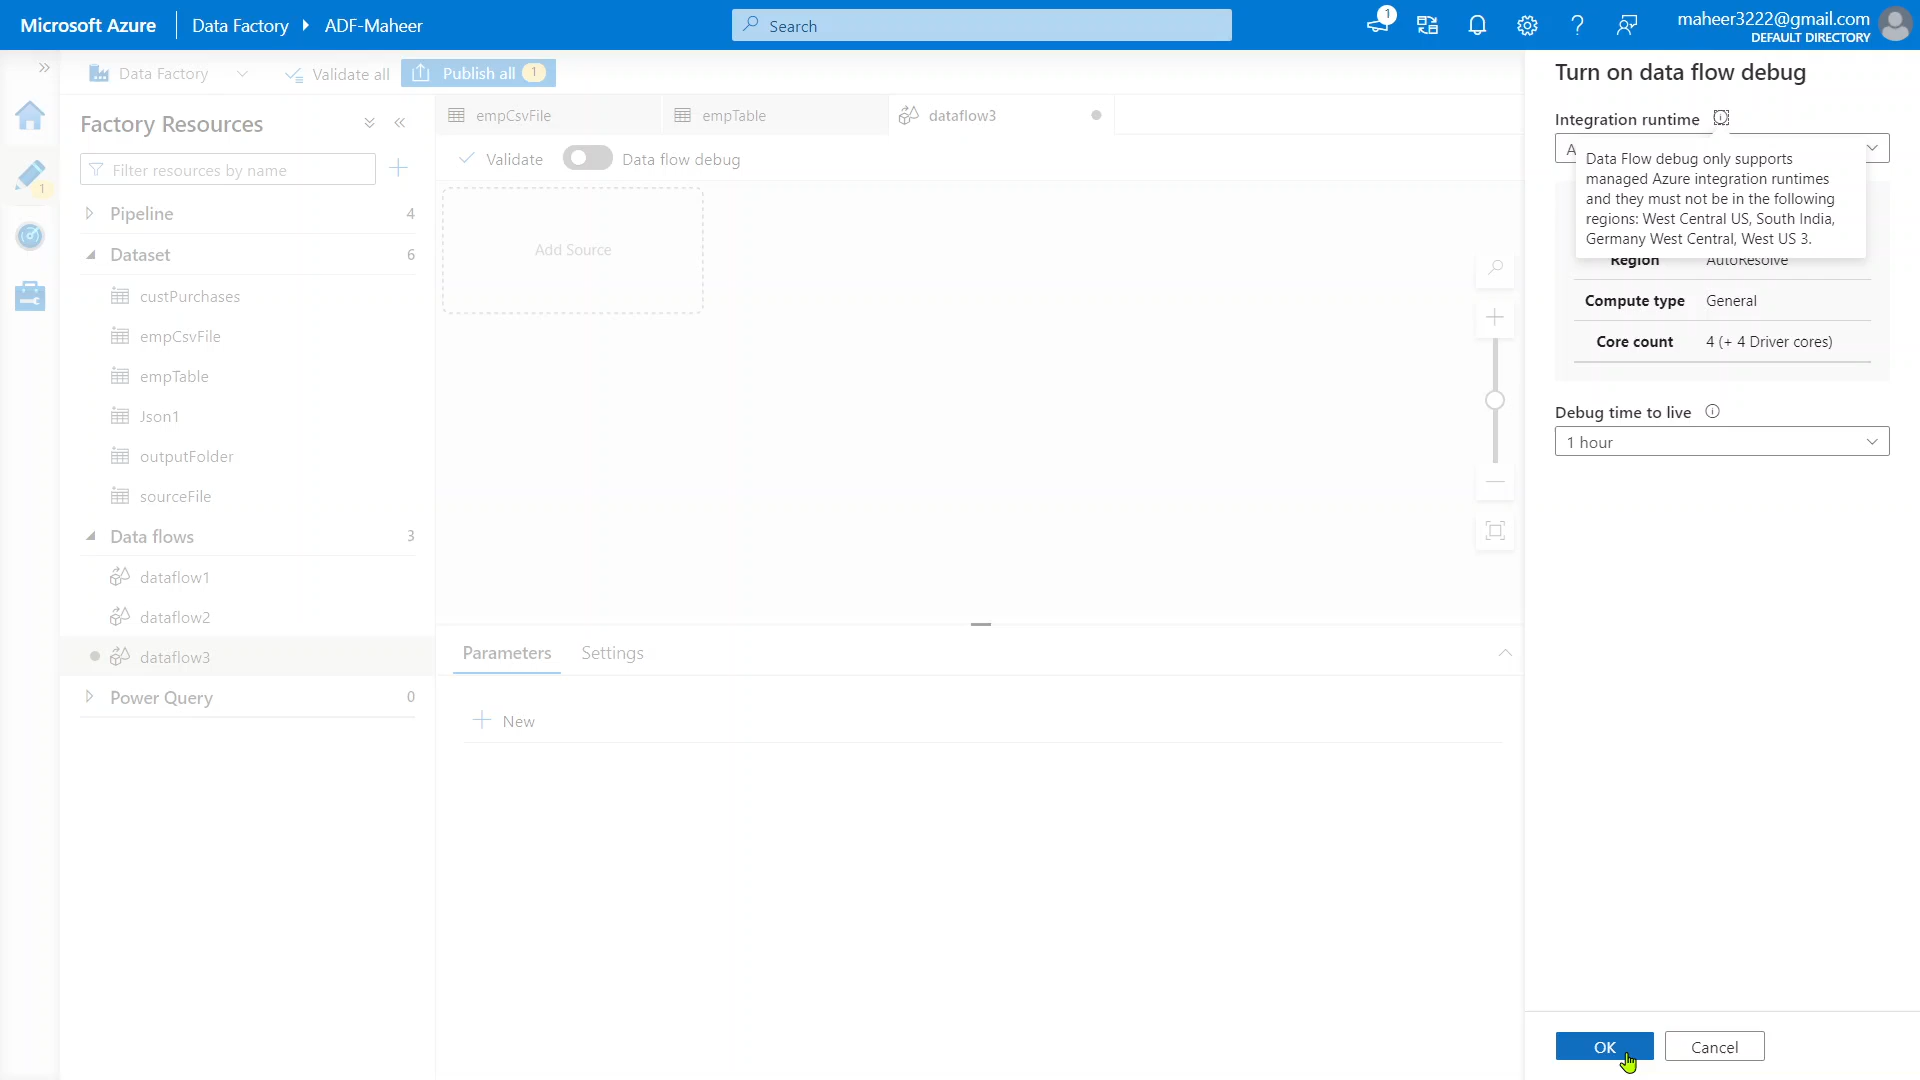 Microsoft Azure
Data Factory
ADF-Maheer
Search
1
maheer3222@gmail.com
DEFAULT DIRECTORY
Data Factory
Validate all
Publish all 1
Turn on data flow debug
Factory Resources
empCsvFile
empTable
dataflow3
Integration runtime
A
Filter resources by name
Validate
Data flow debug
Data Flow debug only supports
managed Azure integration runtimes
and they must not be in the following
regions: West Central US, South India,
Germany West Central, West US 3.
1
Pipeline 4
Dataset 6
Add Source
Region AutoResolve
custPurchases
Compute type General
empCsvFile
Core count 4 (+ 4 Driver cores)
empTable
Json1
Debug time to live
1 hour
outputFolder
sourceFile
Data flows 3
dataflow1
dataflow2
dataflow3
Parameters
Settings
Power Query 0
New
OK
Cancel